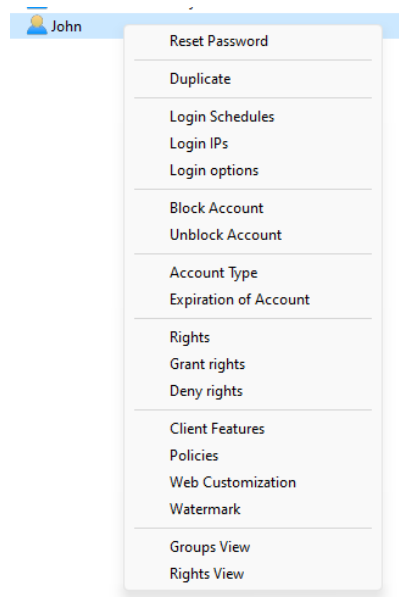 John
Reset Password
Duplicate
Login Schedules
Login IPs
Login options
Block Account
Unblock Account
Account Type
Expiration of Account
Rights
Grant rights
Deny rights
Client Features
Policies
Web Customization
Watermark
Groups View
Rights View